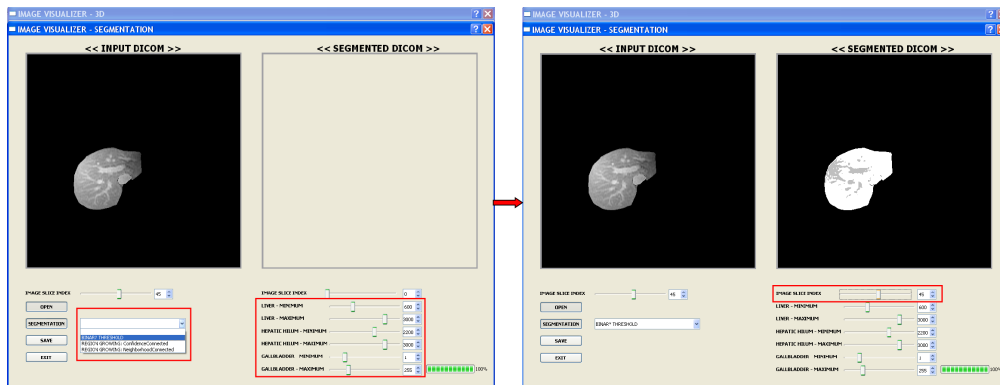 IMAGE VISUALIZER - 3D
IMAGE VISUALIZER - SEGMENTATION
<< INPUT DICOM >>
<< SEGMENTED DICOM >>
IMAGE SLICE INDEX
45
OPEN
SEGMENTATION
BINARY THRESHOLD
REGION GROWING: ConfidenceConnected
REGION GROWING: NeighborhoodConnected
SAVE
EXIT
IMAGE SLICE INDEX
0
LIVER - MINIMUM
600
LIVER - MAXIMUM
3000
HEPATIC HILUM - MINIMUM
2200
HEPATIC HILUM - MAXIMUM
3000
GALLBLADDER - MINIMUM
1
GALLBLADDER - MAXIMUM
255
100%
IMAGE VISUALIZER - 3D
IMAGE VISUALIZER - SEGMENTATION
<< INPUT DICOM >>
<< SEGMENTED DICOM >>
IMAGE SLICE INDEX
46
OPEN
SEGMENTATION
BINARY THRESHOLD
SAVE
EXIT
IMAGE SLICE INDEX
46
LIVER - MINIMUM
600
LIVER - MAXIMUM
3000
HEPATIC HILUM - MINIMUM
2200
HEPATIC HILUM - MAXIMUM
3000
GALLBLADDER - MINIMUM
1
GALLBLADDER - MAXIMUM
255
100%